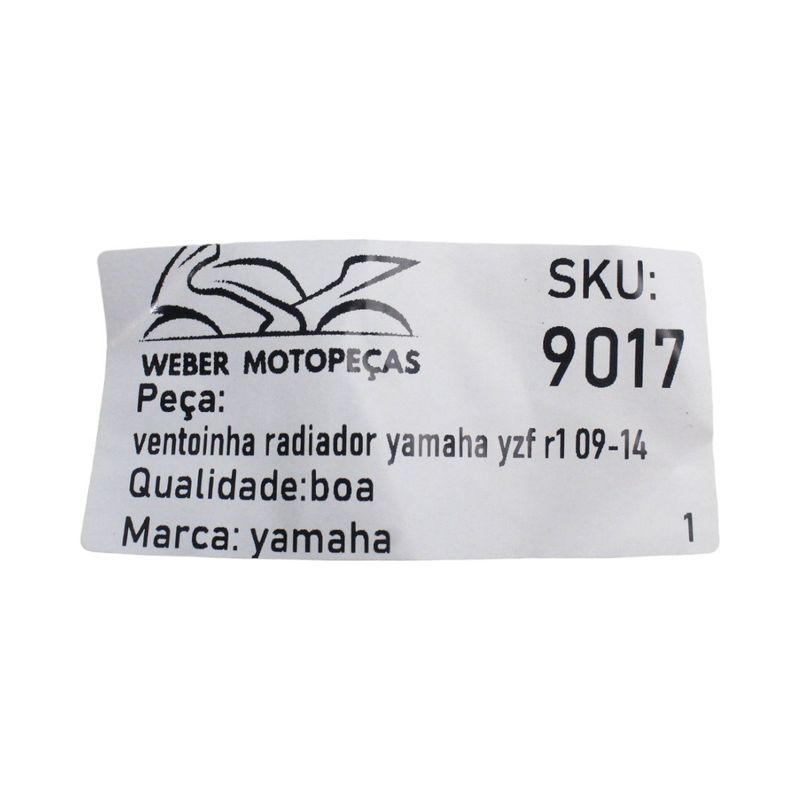 SKU:
9017
WEBER MOTOPEÇAS
Peça:
ventoinha radiador yamaha yzf r1 09-14
Qualidade:boa
Marca: yamaha
1